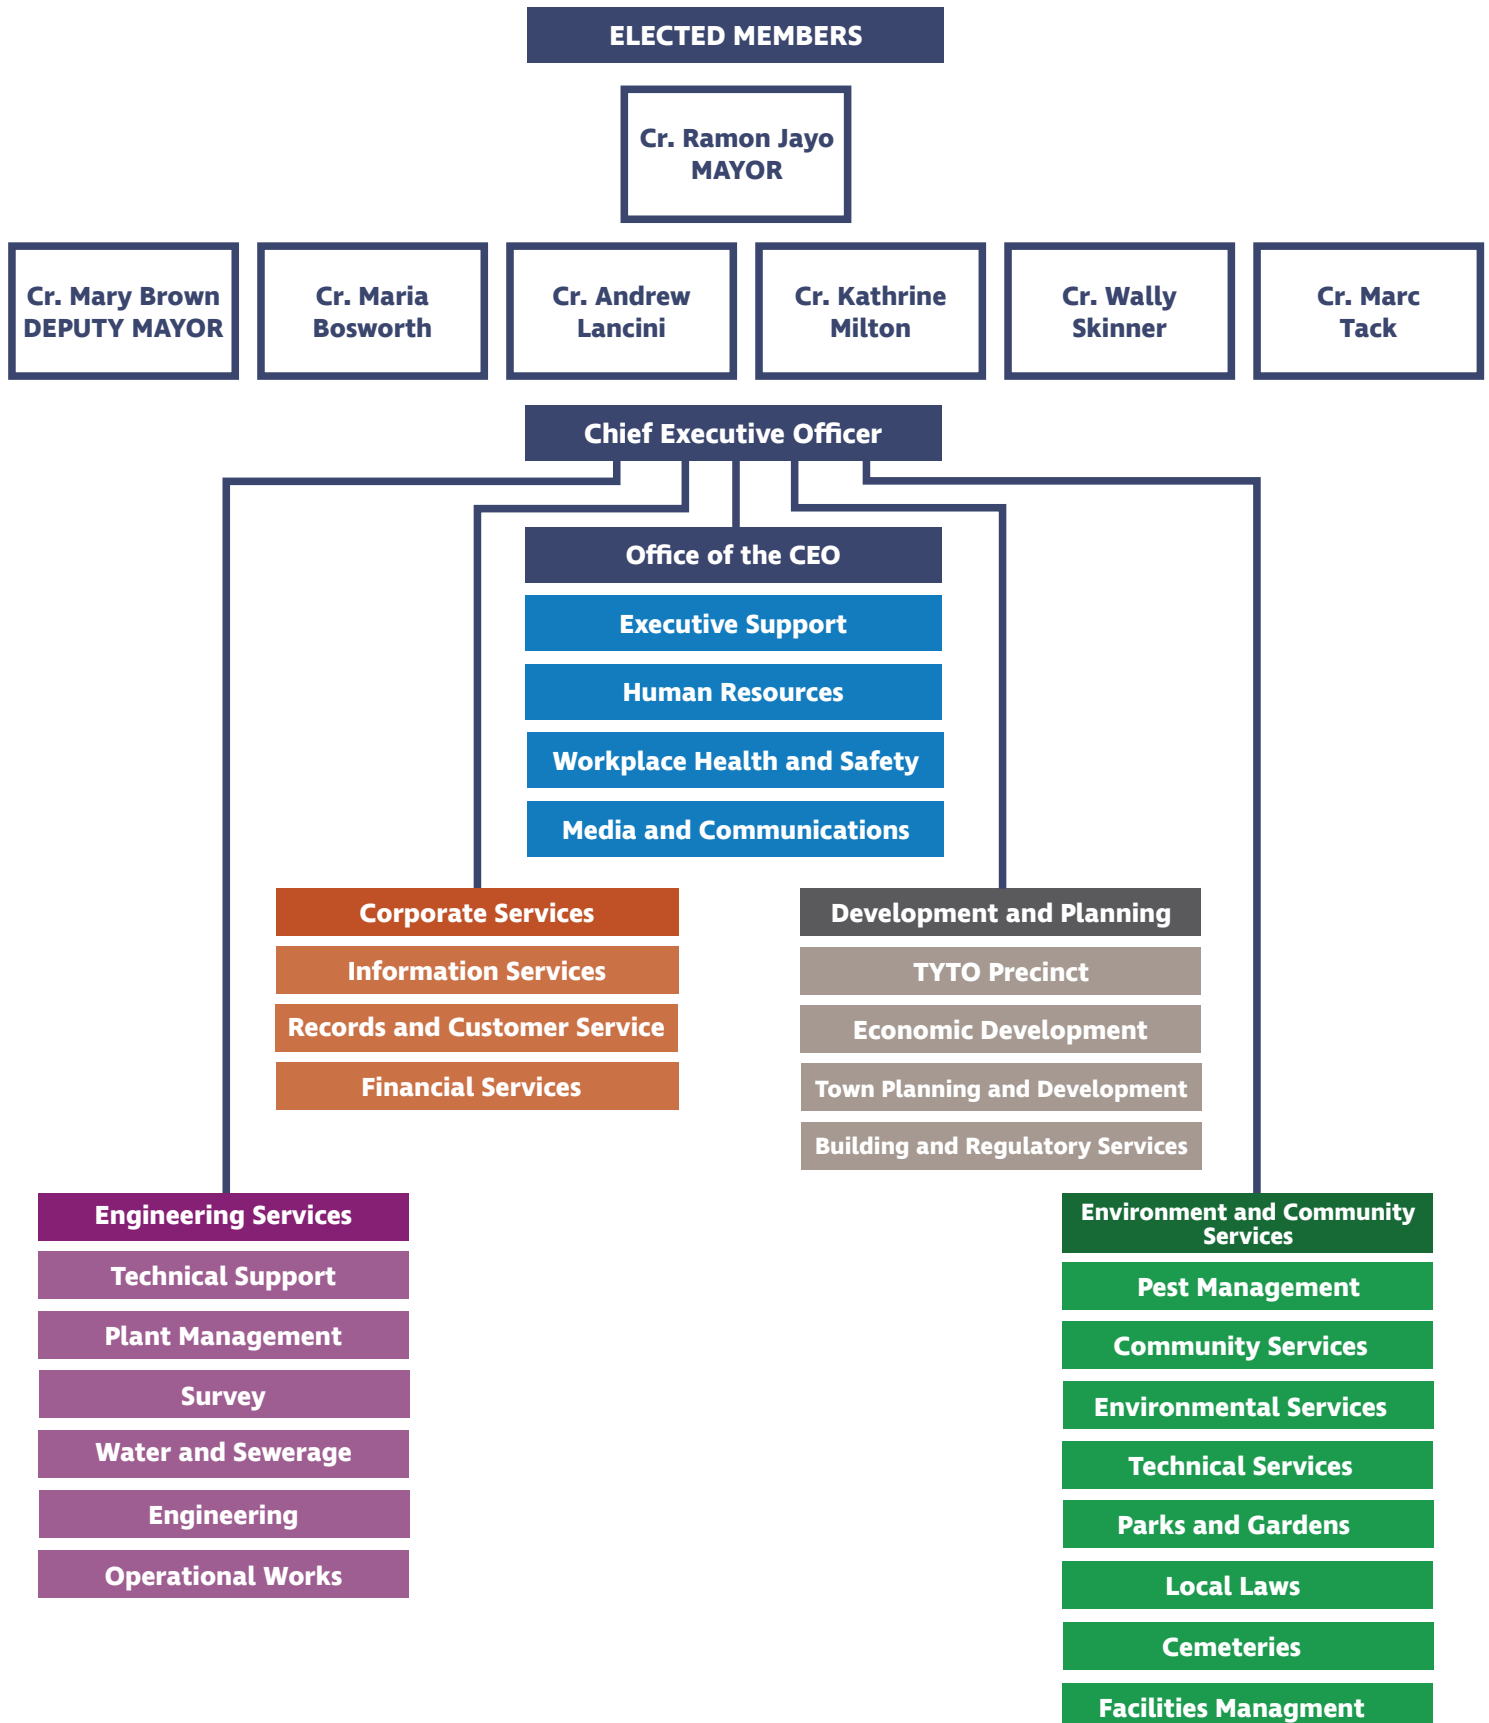 ELECTED MEMBERS
Cr. Ramon Jayo
MAYOR
Cr. Mary Brown
DEPUTY MAYOR
Cr. Maria
Bosworth
Cr. Andrew
Lancini
Cr. Kathrine
Milton
Cr. Wally
Skinner
Cr. Marc
Tack
Chief Executive Officer
Office of the CEO
Executive Support
Human Resources
Workplace Health and Safety
Media and Communications
Corporate Services
Information Services
Records and Customer Service
Financial Services
Development and Planning
TYTO Precinct
Economic Development
Town Planning and Development
Building and Regulatory Services
Engineering Services
Technical Support
Plant Management
Survey
Water and Sewerage
Engineering
Operational Works
Environment and Community
Services
Pest Management
Community Services
Environmental Services
Technical Services
Parks and Gardens
Local Laws
Cemeteries
Facilities Managment